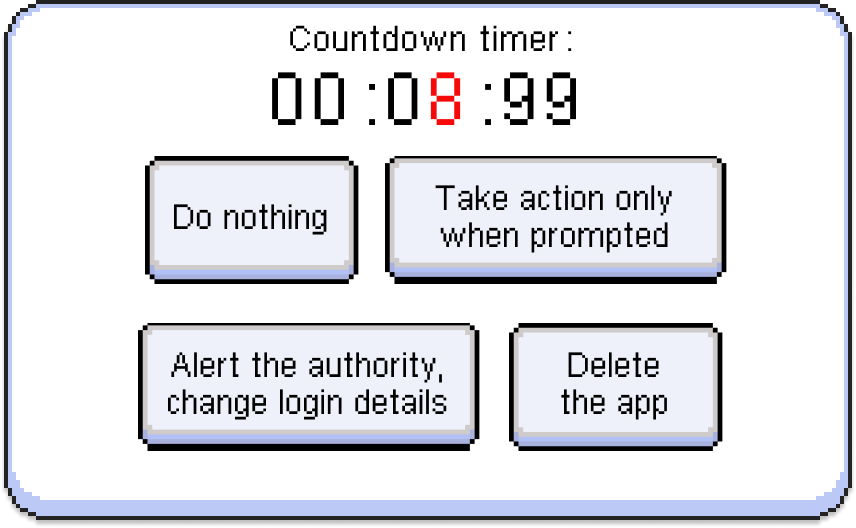 Countdown timer:
00:08:99
Do nothing
Take action only
when prompted
Alert the authority,
change login details
Delete
the app